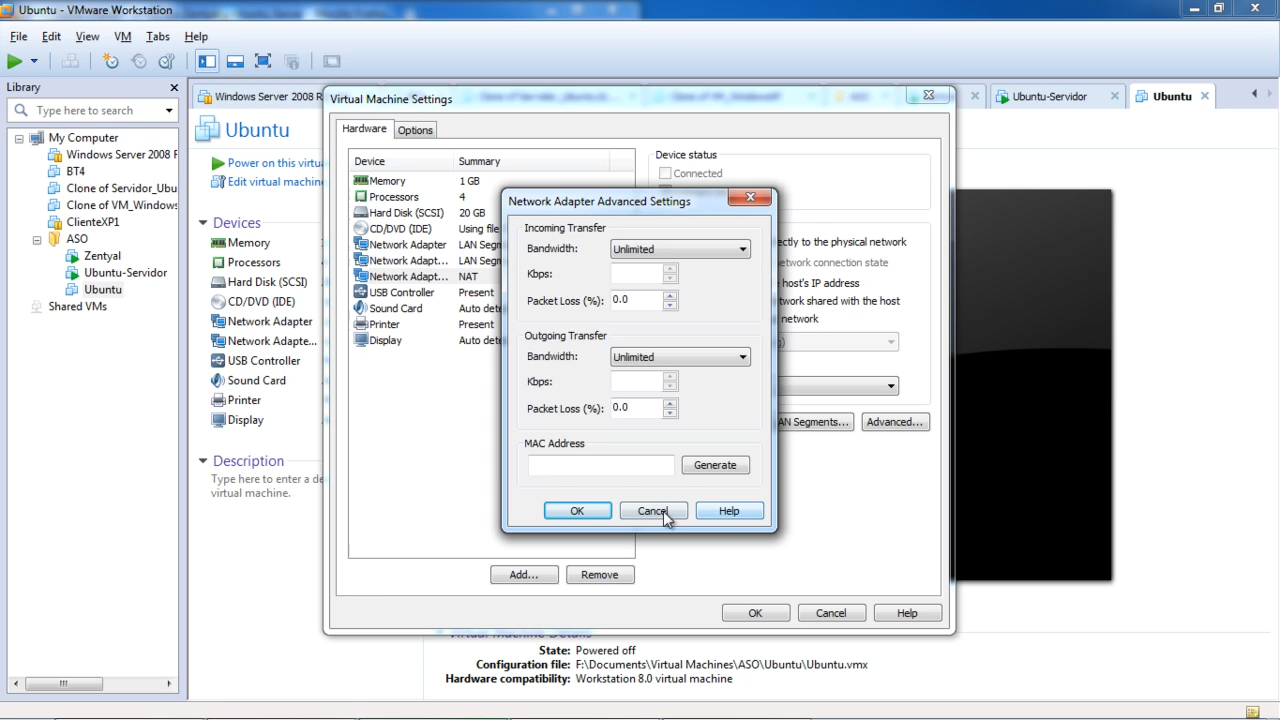 Ubuntu - VMware Workstation
File Edit View VM Tabs Help
Library
Type here to search
My Computer
Windows Server 2008 R
BT4
Clone of Servidor_Ubu
Clone of VM_Windows
ClienteXP1
ASO
Zentyal
Ubuntu-Servidor
Ubuntu
Shared VMs
Windows Server 2008 R
Ubuntu-Servidor
Ubuntu
Ubuntu
Power on this virtu
Edit virtual machin
Devices
Memory
Processors
Hard Disk (SCSI)
CD/DVD (IDE)
Network Adapter
Network Adapte...
USB Controller
Sound Card
Printer
Display
Description
Type here to enter a de
virtual machine.
Virtual Machine Settings
Hardware Options
Device Summary
Memory 1 GB
Processors 4
Hard Disk (SCSI) 20 GB
CD/DVD (IDE) Using file
Network Adapter LAN Segn
Network Adapt... LAN Segn
Network Adapt... NAT
USB Controller Present
Sound Card Auto dete
Printer Present
Display Auto dete
Add... Remove
Device status
Connected
ectly to the physical network
etwork connection state
host's IP address
twork shared with the host
network
AN Segments... Advanced...
OK Cancel Help
Network Adapter Advanced Settings
Incoming Transfer
Bandwidth: Unlimited
Kbps:
Packet Loss (%): 0.0
Outgoing Transfer
Bandwidth: Unlimited
Kbps:
Packet Loss (%): 0.0
MAC Address
Generate
OK Cancel Help
Virtual Machine Details
State: Powered off
Configuration file: F:\Documents\Virtual Machines\ASO\Ubuntu\Ubuntu.vmx
Hardware compatibility: Workstation 8.0 virtual machine